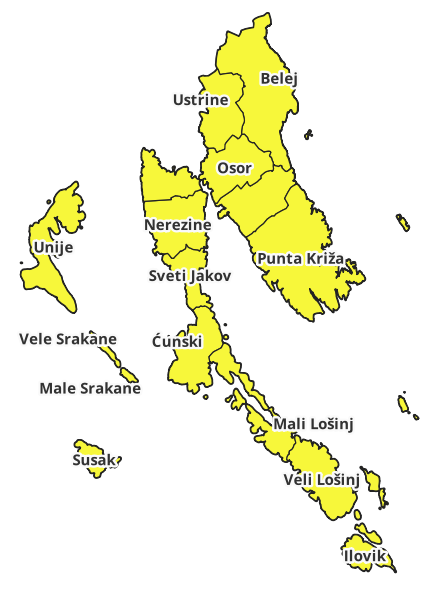 Belej
Ustrine
Osor
Nerezine
Unije
Punta Križa
Sveti Jakov
Vele Srakane
Ćunski
Male Srakane
Mali Lošinj
Susak
Veli Lošinj
Ilovik